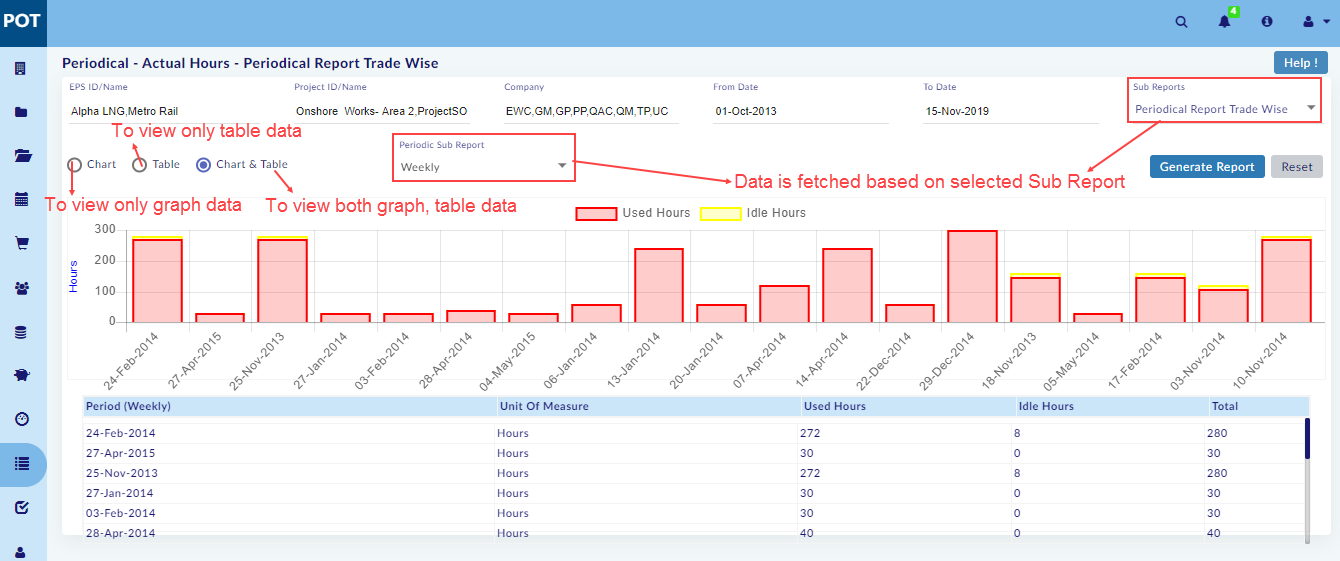 POT
4
Periodical - Actual Hours - Periodical Report Trade Wise
Help !
EPS ID/Name
Project ID/Name
Company
From Date
To Date
Sub Reports
Alpha LNG,Metro Rail
Onshore Works- Area 2,ProjectSO
EWC,GM,GP,PP,QAC,QM,TP,UC
01-Oct-2013
15-Nov-2019
Periodical Report Trade Wise
To view only table data
Periodic Sub Report
Weekly
Chart
Table
Chart & Table
Generate Report
Reset
Data is fetched based on selected Sub Report
To view only graph data
To view both graph, table data
Used Hours
Idle Hours
Hours
300
200
100
0
24-Feb-2014
27-Apr-2015
25-Nov-2013
27-Jan-2014
03-Feb-2014
28-Apr-2014
04-May-2015
06-Jan-2014
13-Jan-2014
20-Jan-2014
07-Apr-2014
14-Apr-2014
22-Dec-2014
29-Dec-2014
18-Nov-2013
05-May-2014
17-Feb-2014
03-Nov-2014
10-Nov-2014
Period (Weekly) Unit Of Measure Used Hours Idle Hours Total
24-Feb-2014 Hours 272 8 280
27-Apr-2015 Hours 30 0 30
25-Nov-2013 Hours 272 8 280
27-Jan-2014 Hours 30 0 30
03-Feb-2014 Hours 30 0 30
28-Apr-2014 Hours 40 0 40